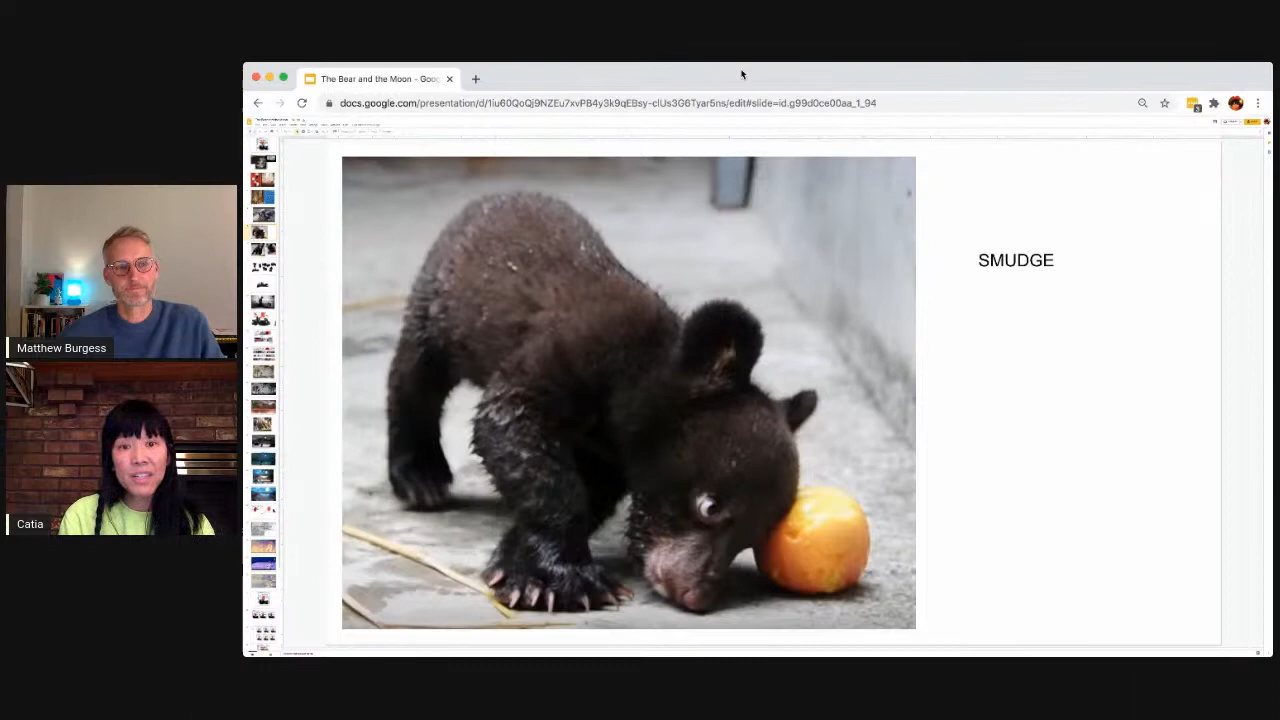 The Bear and the Moon - Goog
docs.google.com/presentation/d/1iu60QoQj9NZEu7xvPB4y3k9qEBsy-clUs3G6Tyar5ns/edit#slide=id.g99d0ce00aa_1_94
SMUDGE
Matthew Burgess
Catia